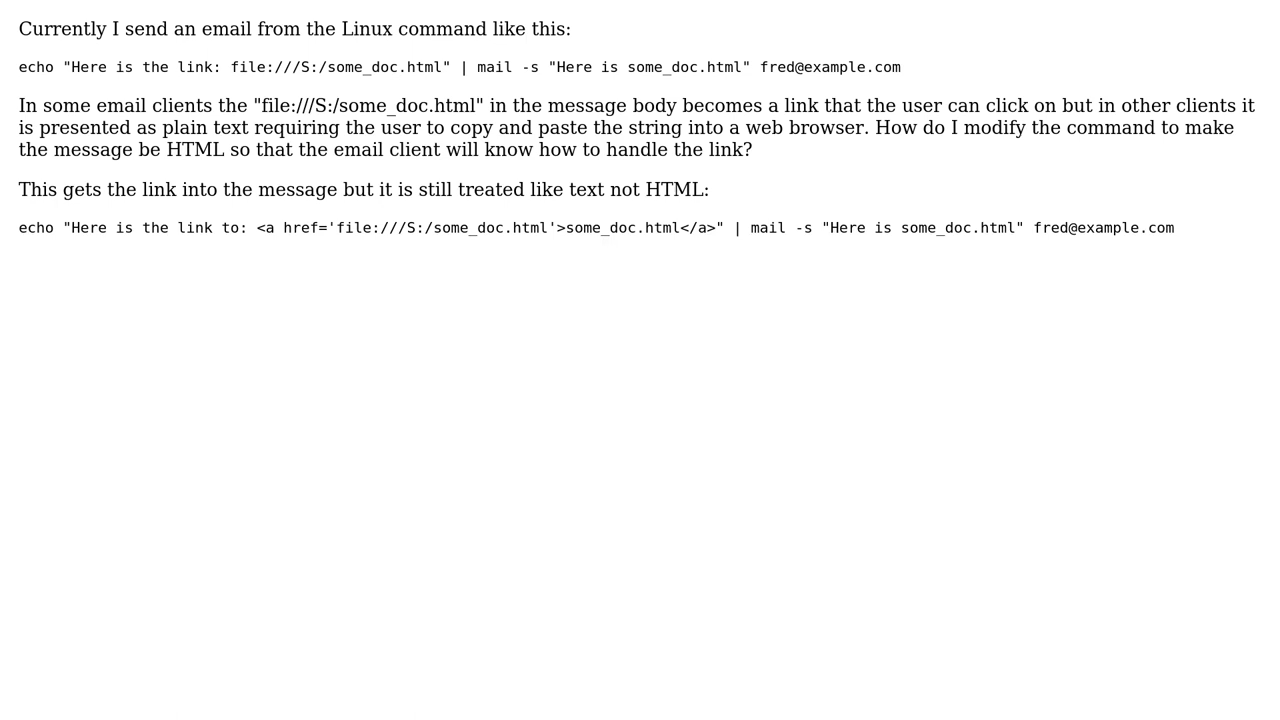 Currently I send an email from the Linux command like this:
echo "Here is the link: file:///S:/some_doc.html" | mail -s "Here is some_doc.html" fred@example.com
In some email clients the "file:///S:/some_doc.html" in the message body becomes a link that the user can click on but in other clients it
is presented as plain text requiring the user to copy and paste the string into a web browser. How do I modify the command to make
the message be HTML so that the email client will know how to handle the link?
This gets the link into the message but it is still treated like text not HTML:
echo "Here is the link to: <a href='file:///S:/some_doc.html'>some_doc.html</a>" | mail -s "Here is some_doc.html" fred@example.com